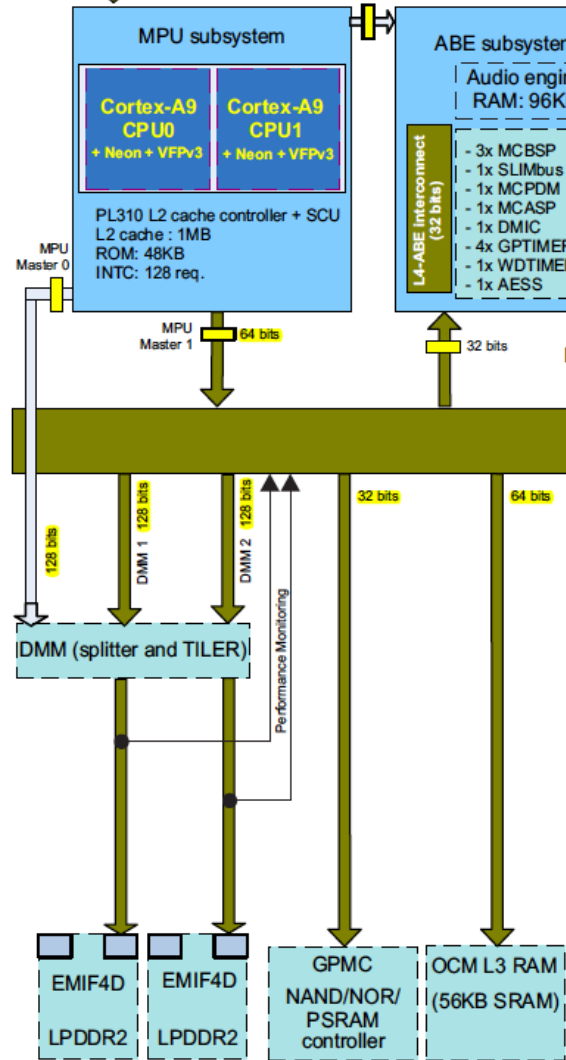 MPU subsystem
Cortex-A9
CPU0
+ Neon + VFPv3
Cortex-A9
CPU1
+ Neon + VFPv3
PL310 L2 cache controller + SCU
L2 cache : 1MB
ROM: 48KB
INTC: 128 req.
ABE subsystem
Audio engin
RAM: 96K
L4-ABE interconnect
(32 bits)
- 3x MCBSP
- 1x SLIMbus
- 1x MCPDM
- 1x MCASP
- 1x DMIC
- 4x GPTIMER
- 1x WDTIME
- 1x AESS
MPU
Master 0
MPU
Master 1
64 bits
32 bits
128 bits
DMM 1
128 bits
DMM 2
128 bits
Performance Monitoring
32 bits
64 bits
DMM (splitter and TILER)
EMIF4D
LPDDR2
EMIF4D
LPDDR2
GPMC
NAND/NOR/
PSRAM
controller
OCM L3 RAM
(56KB SRAM)